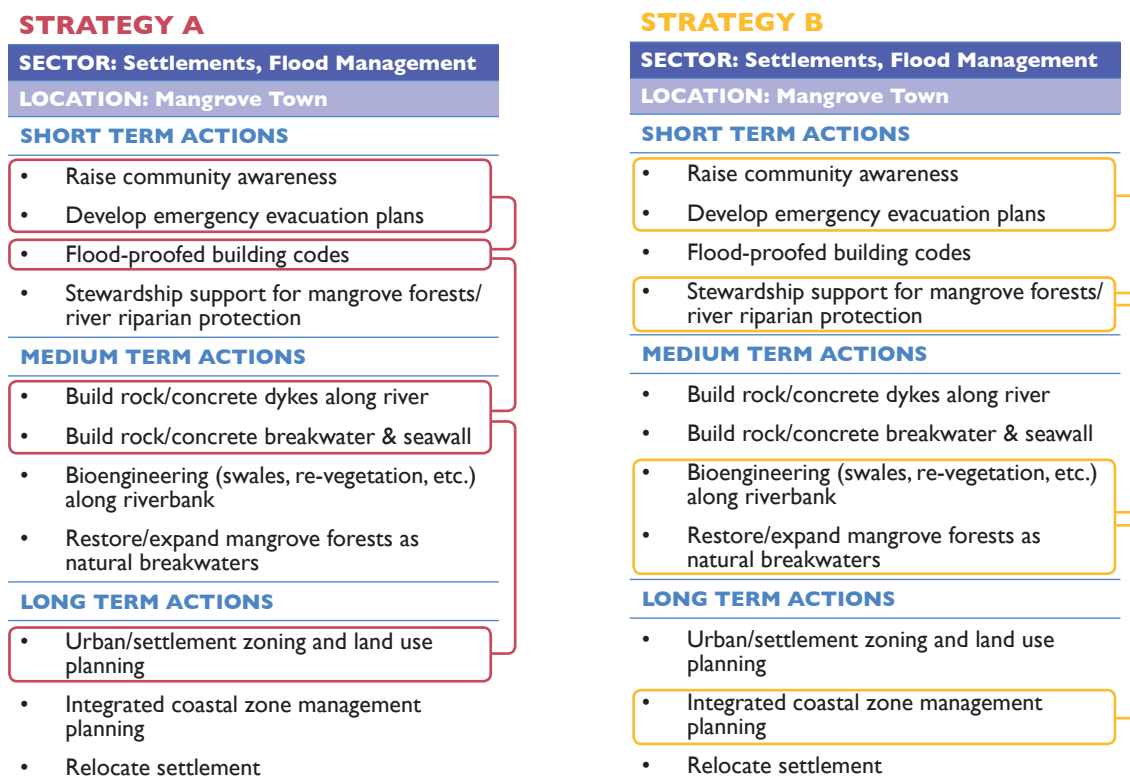 STRATEGY A
SECTOR: Settlements, Flood Management
LOCATION: Mangrove Town
SHORT TERM ACTIONS
• Raise community awareness
• Develop emergency evacuation plans
• Flood-proofed building codes
• Stewardship support for mangrove forests/
river riparian protection
MEDIUM TERM ACTIONS
• Build rock/concrete dykes along river
• Build rock/concrete breakwater & seawall
• Bioengineering (swales, re-vegetation, etc.)
along riverbank
• Restore/expand mangrove forests as
natural breakwaters
LONG TERM ACTIONS
• Urban/settlement zoning and land use
planning
• Integrated coastal zone management
planning
• Relocate settlement
STRATEGY B
SECTOR: Settlements, Flood Management
LOCATION: Mangrove Town
SHORT TERM ACTIONS
• Raise community awareness
• Develop emergency evacuation plans
• Flood-proofed building codes
• Stewardship support for mangrove forests/
river riparian protection
MEDIUM TERM ACTIONS
• Build rock/concrete dykes along river
• Build rock/concrete breakwater & seawall
• Bioengineering (swales, re-vegetation, etc.)
along riverbank
• Restore/expand mangrove forests as
natural breakwaters
LONG TERM ACTIONS
• Urban/settlement zoning and land use
planning
• Integrated coastal zone management
planning
• Relocate settlement